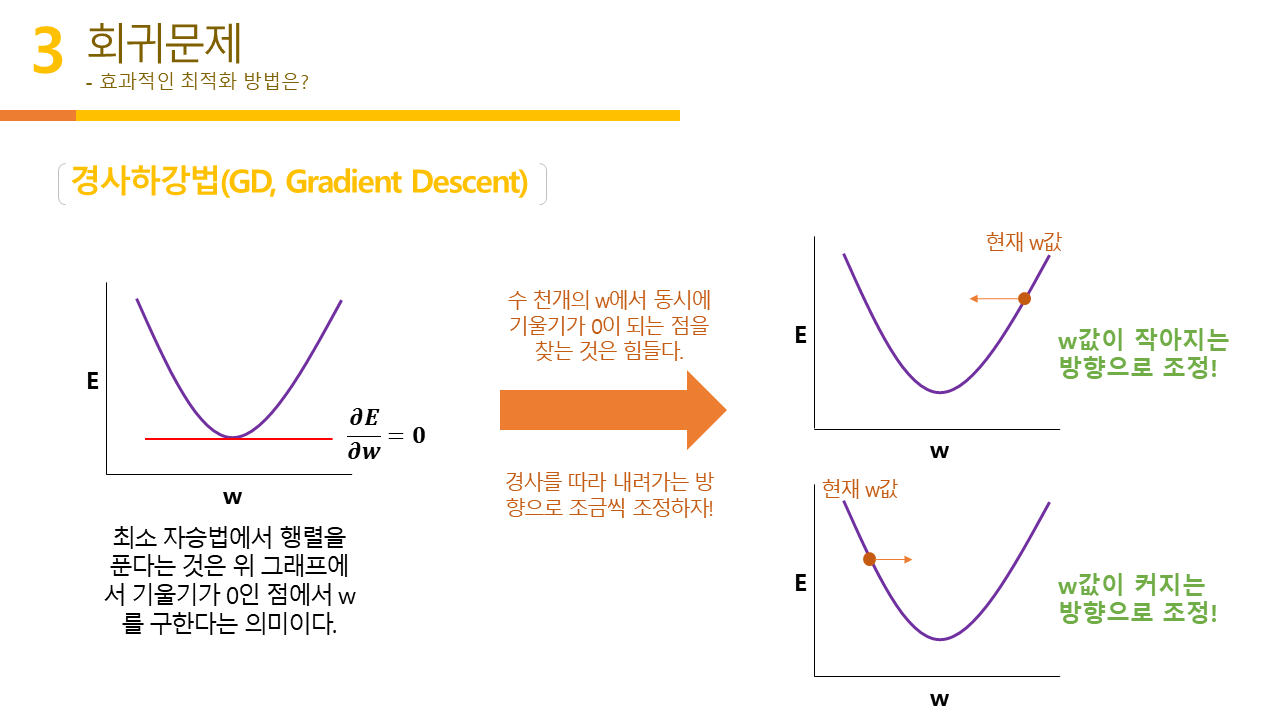 3
회귀문제
- 효과적인 최적화 방법은?
경사하강법(GD, Gradient Descent)
E
w
∂E/∂w = 0
최소 자승법에서 행렬을
푼다는 것은 위 그래프에
서 기울기가 0인 점에서 w
를 구한다는 의미이다.
수 천개의 w에서 동시에
기울기가 0이 되는 점을
찾는 것은 힘들다.
경사를 따라 내려가는 방
향으로 조금씩 조정하자!
현재 w값
E
w
w값이 작아지는
방향으로 조정!
현재 w값
E
w
w값이 커지는
방향으로 조정!